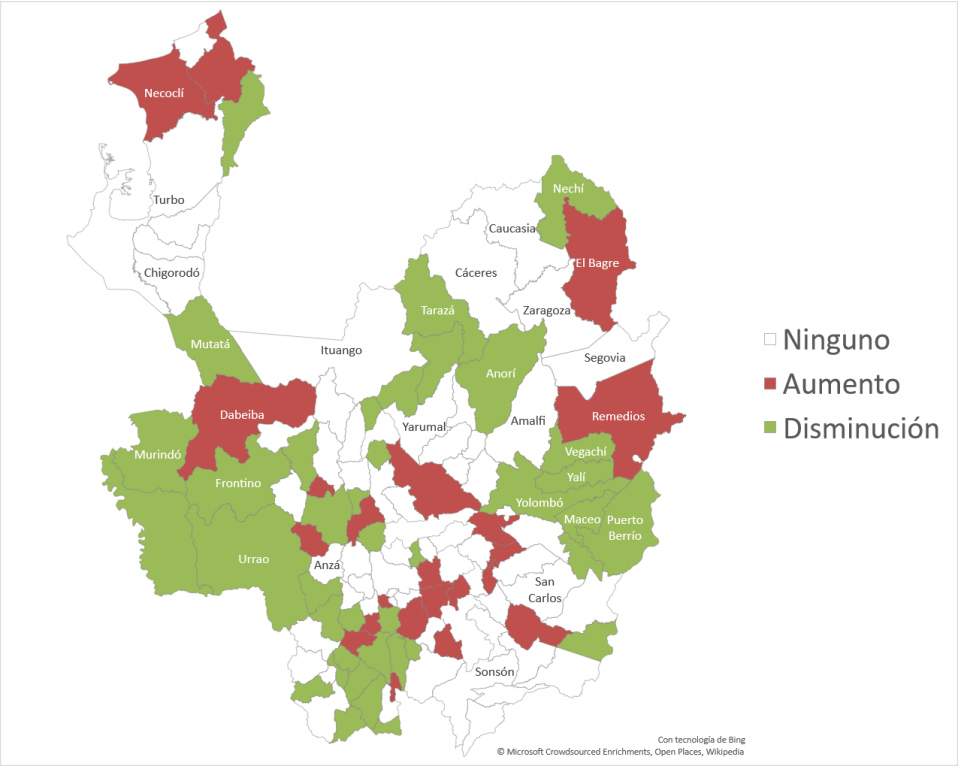 Necoclí
Nechí
Turbo
Caucasia
El Bagre
Chigorodó
Cáceres
Tarazá
Zaragoza
Mutatá
Ituango
Segovia
Anorí
Dabeiba
Remedios
Yarumal
Amalfi
Murindó
Vegachí
Frontino
Yalí
Yolombó
Maceo
Puerto
Berrío
Urrao
Anzá
San
Carlos
Sonsón
Ninguno
Aumento
Disminución
Con tecnología de Bing
© Microsoft Crowdsourced Enrichments, Open Places, Wikipedia